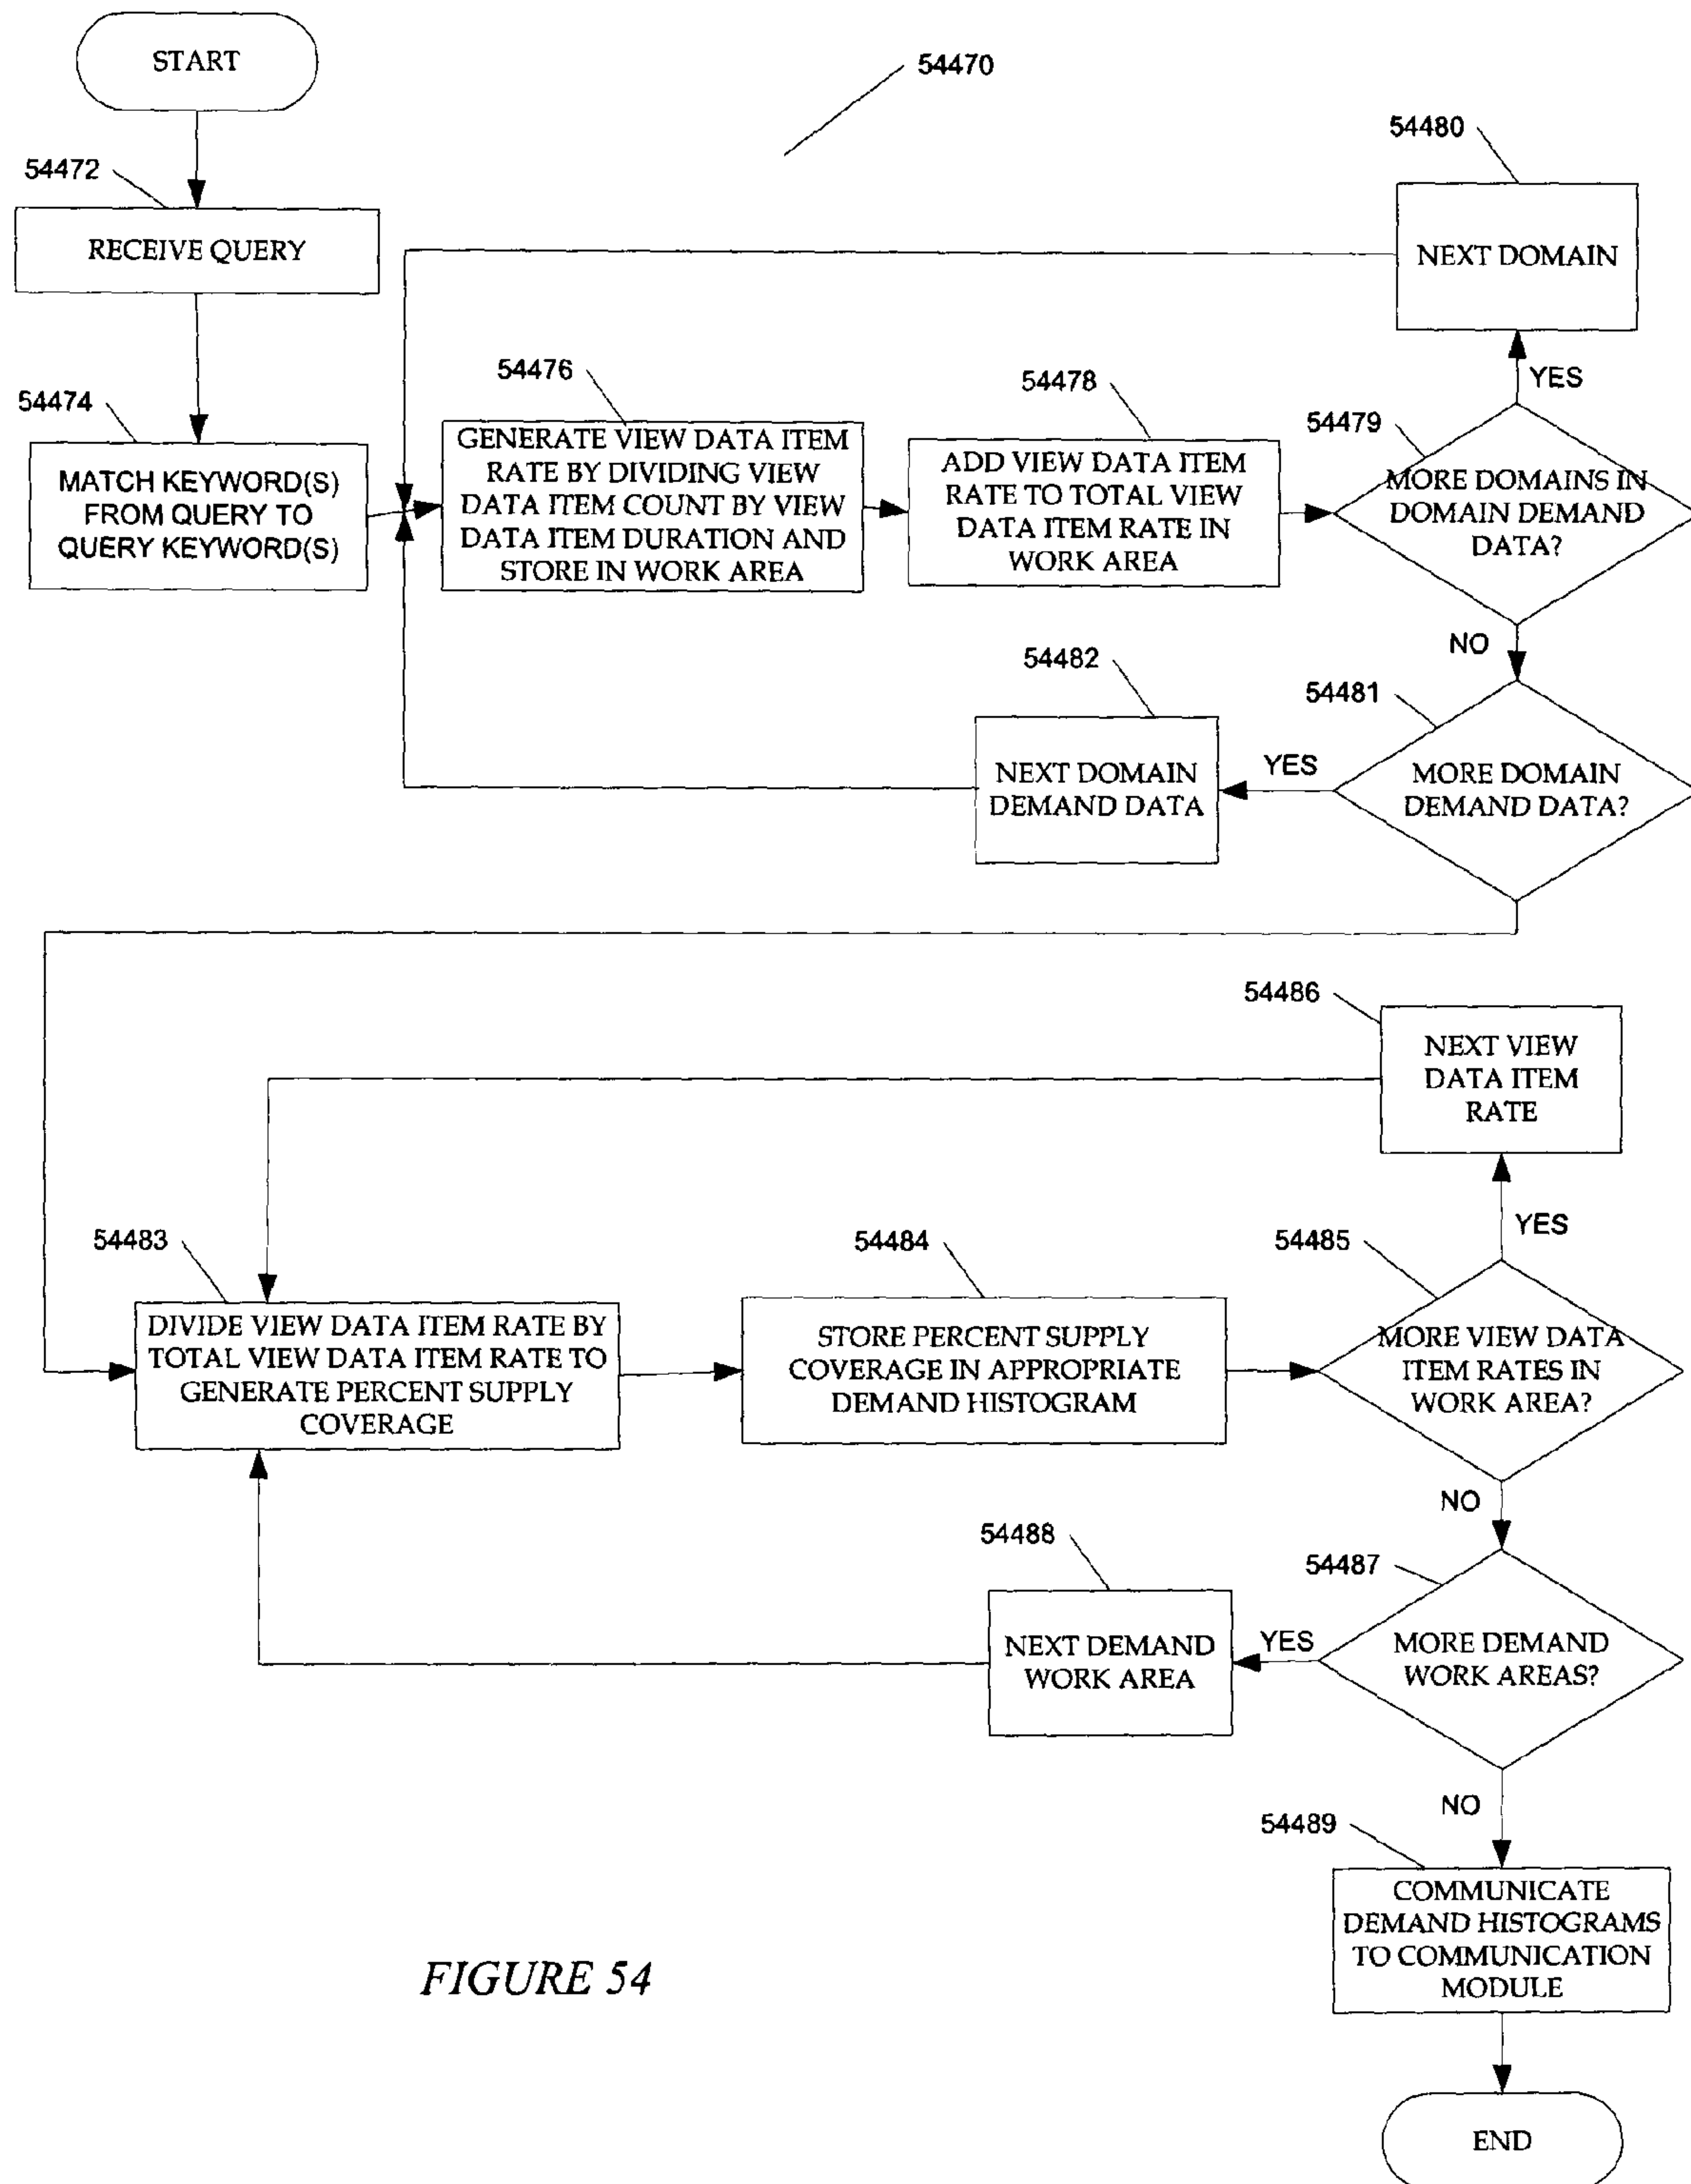 START
54470
54480
54472
RECEIVE QUERY
NEXT DOMAIN
54476
54478
YES
54474
54479
MATCH KEYWORD(S)
FROM QUERY TO
QUERY KEYWORD(S)
GENERATE VIEW DATA ITEM
RATE BY DIVIDING VIEW
DATA ITEM COUNT BY VIEW
DATA ITEM DURATION AND
STORE IN WORK AREA
ADD VIEW DATA ITEM
RATE TO TOTAL VIEW
DATA ITEM RATE IN
WORK AREA
MORE DOMAINS IN
DOMAIN DEMAND
DATA?
NO
54482
54481
NEXT DOMAIN
DEMAND DATA
YES
MORE DOMAIN
DEMAND DATA?
54486
NEXT VIEW
DATA ITEM
RATE
YES
54483
54484
54485
DIVIDE VIEW DATA ITEM RATE BY
TOTAL VIEW DATA ITEM RATE TO
GENERATE PERCENT SUPPLY
COVERAGE
STORE PERCENT SUPPLY
COVERAGE IN APPROPRIATE
DEMAND HISTOGRAM
MORE VIEW DATA
ITEM RATES IN
WORK AREA?
NO
54488
54487
NEXT DEMAND
WORK AREA
YES
MORE DEMAND
WORK AREAS?
NO
54489
COMMUNICATE
DEMAND HISTOGRAMS
TO COMMUNICATION
MODULE
FIGURE 54
END